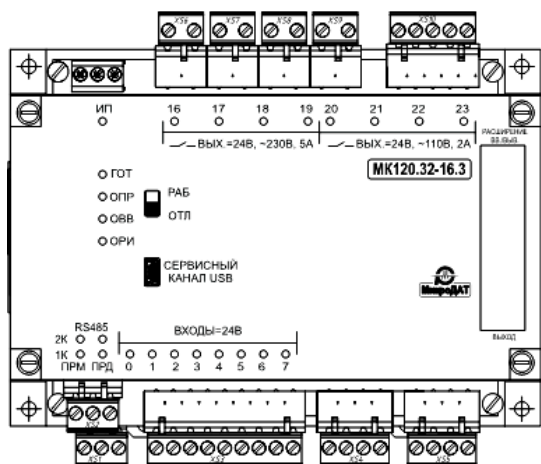 XS6 XS7 XS8 XS9 XS10
ИП 16 17 18 19 20 21 22 23
ВЫХ.=24В, ~230В, 5А ВЫХ.=24В, ~110В, 2А
РАСШИРЕНИЕ
ВВ./ВЫВ.
МК120.32-16.3
ГОТ
ОПР РАБ
ОВВ ОТЛ
ОРИ
СЕРВИСНЫЙ
КАНАЛ USB
МикроДАТ
RS485
2К ВХОДЫ=24В ВЫХОД
1К
ПРМ ПРД 0 1 2 3 4 5 6 7
XS2
XS1 XS3 XS4 XS5